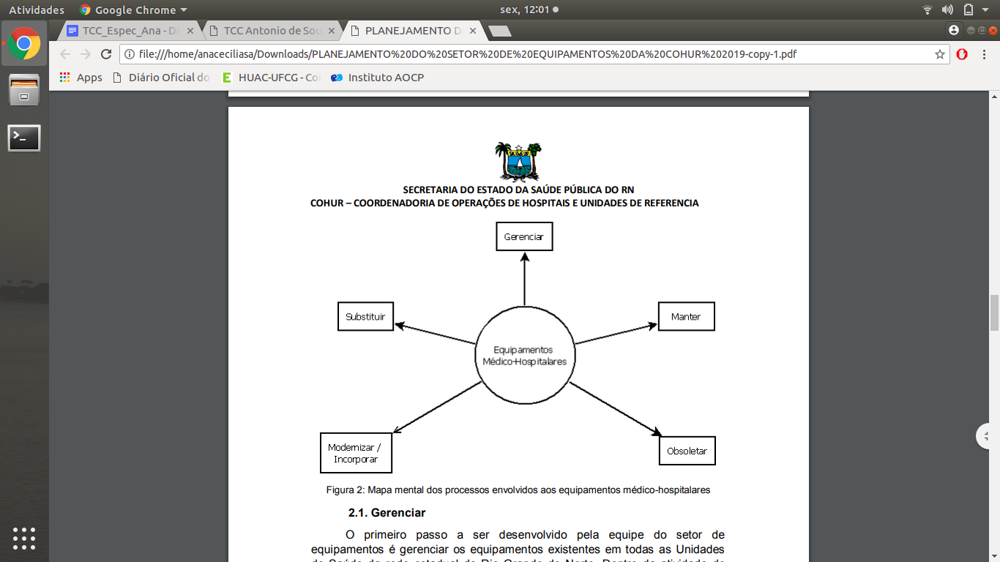 Atividades
Google Chrome
sex, 12:01
TCC_Espec_Ana - Do
TCC Antonio de Sou
PLANEJAMENTO D
file:///home/anaceciliasa/Downloads/PLANEJAMENTO%20DO%20SETOR%20DE%20EQUIPAMENTOS%20DA%20COHUR%202019-copy-1.pdf
Apps
Diário Oficial do
HUAC-UFCG - Co
Instituto AOCP
SECRETARIA DO ESTADO DA SAÚDE PÚBLICA DO RN
COHUR – COORDENADORIA DE OPERAÇÕES DE HOSPITAIS E UNIDADES DE REFERENCIA
Gerenciar
Substituir
Manter
Equipamentos
Médico-Hospitalares
Modernizar /
Incorporar
Obsoletar
Figura 2: Mapa mental dos processos envolvidos aos equipamentos médico-hospitalares
2.1. Gerenciar
O primeiro passo a ser desenvolvido pela equipe do setor de
equipamentos é gerenciar os equipamentos existentes em todas as Unidades
de Saúde da rede estadual do Rio Grande do Norte. Dentro da atividade de